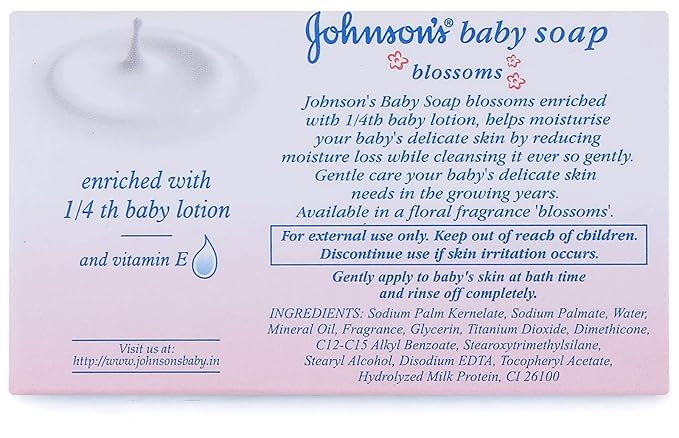 Johnson's® baby soap
blossoms
Johnson's Baby Soap blossoms enriched
with 1/4th baby lotion, helps moisturise
your baby's delicate skin by reducing
moisture loss while cleansing it ever so gently.
Gentle care your baby's delicate skin
needs in the growing years.
Available in a floral fragrance 'blossoms'.
For external use only. Keep out of reach of children.
Discontinue use if skin irritation occurs.
Gently apply to baby's skin at bath time
and rinse off completely.
INGREDIENTS: Sodium Palm Kernelate, Sodium Palmate, Water,
Mineral Oil, Fragrance, Glycerin, Titanium Dioxide, Dimethicone,
C12-C15 Alkyl Benzoate, Stearoxytrimethylsilane,
Stearyl Alcohol, Disodium EDTA, Tocopheryl Acetate,
Hydrolyzed Milk Protein, CI 26100
enriched with
1/4 th baby lotion
and vitamin E
Visit us at:
http://www.johnsonsbaby.in